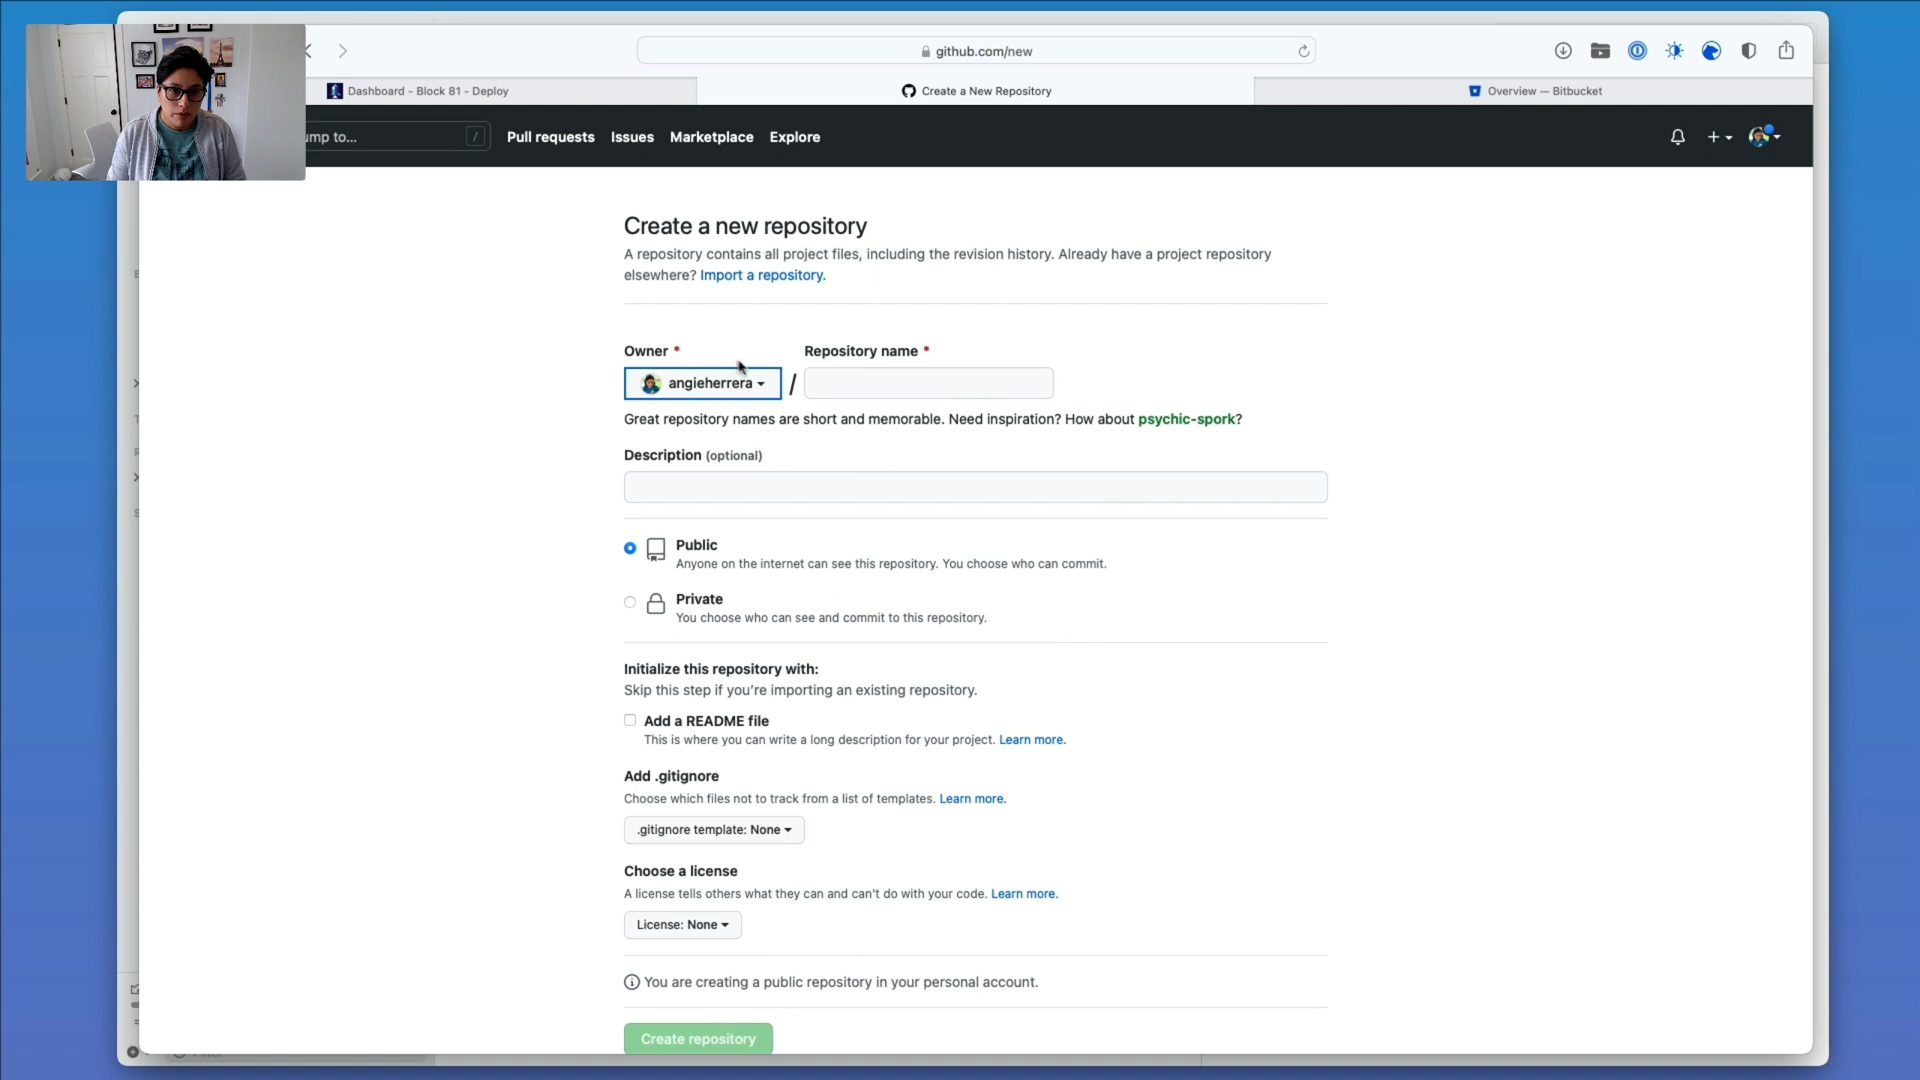 github.com/new
Dashboard - Block 81 - Deploy
Create a New Repository
Overview — Bitbucket
ump to...
/
Pull requests
Issues
Marketplace
Explore
Create a new repository
A repository contains all project files, including the revision history. Already have a project repository
elsewhere? Import a repository.
Owner *
Repository name *
angieherrera
/
Great repository names are short and memorable. Need inspiration? How about psychic-spork?
Description (optional)
Public
Anyone on the internet can see this repository. You choose who can commit.
Private
You choose who can see and commit to this repository.
Initialize this repository with:
Skip this step if you're importing an existing repository.
Add a README file
This is where you can write a long description for your project. Learn more.
Add .gitignore
Choose which files not to track from a list of templates. Learn more.
.gitignore template: None
Choose a license
A license tells others what they can and can't do with your code. Learn more.
License: None
You are creating a public repository in your personal account.
Create repository